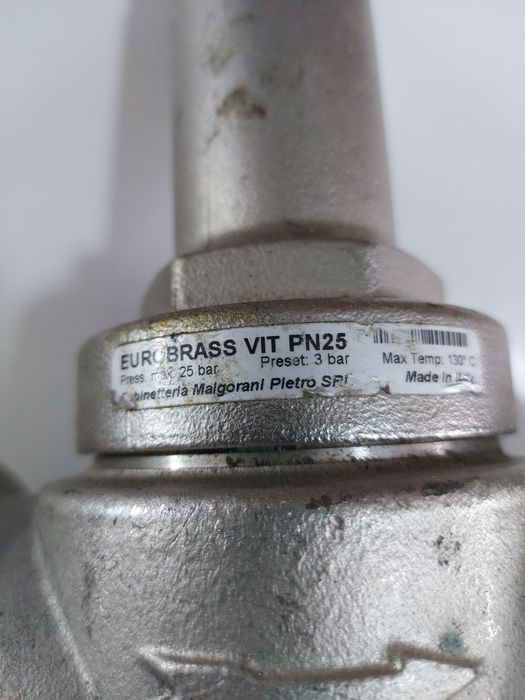 EUROBRASS VIT PN25
Press. max. 25 bar Preset: 3 bar Max Temp: 130° C
Rubinetteria Malgorani Pietro SRL Made in Italy